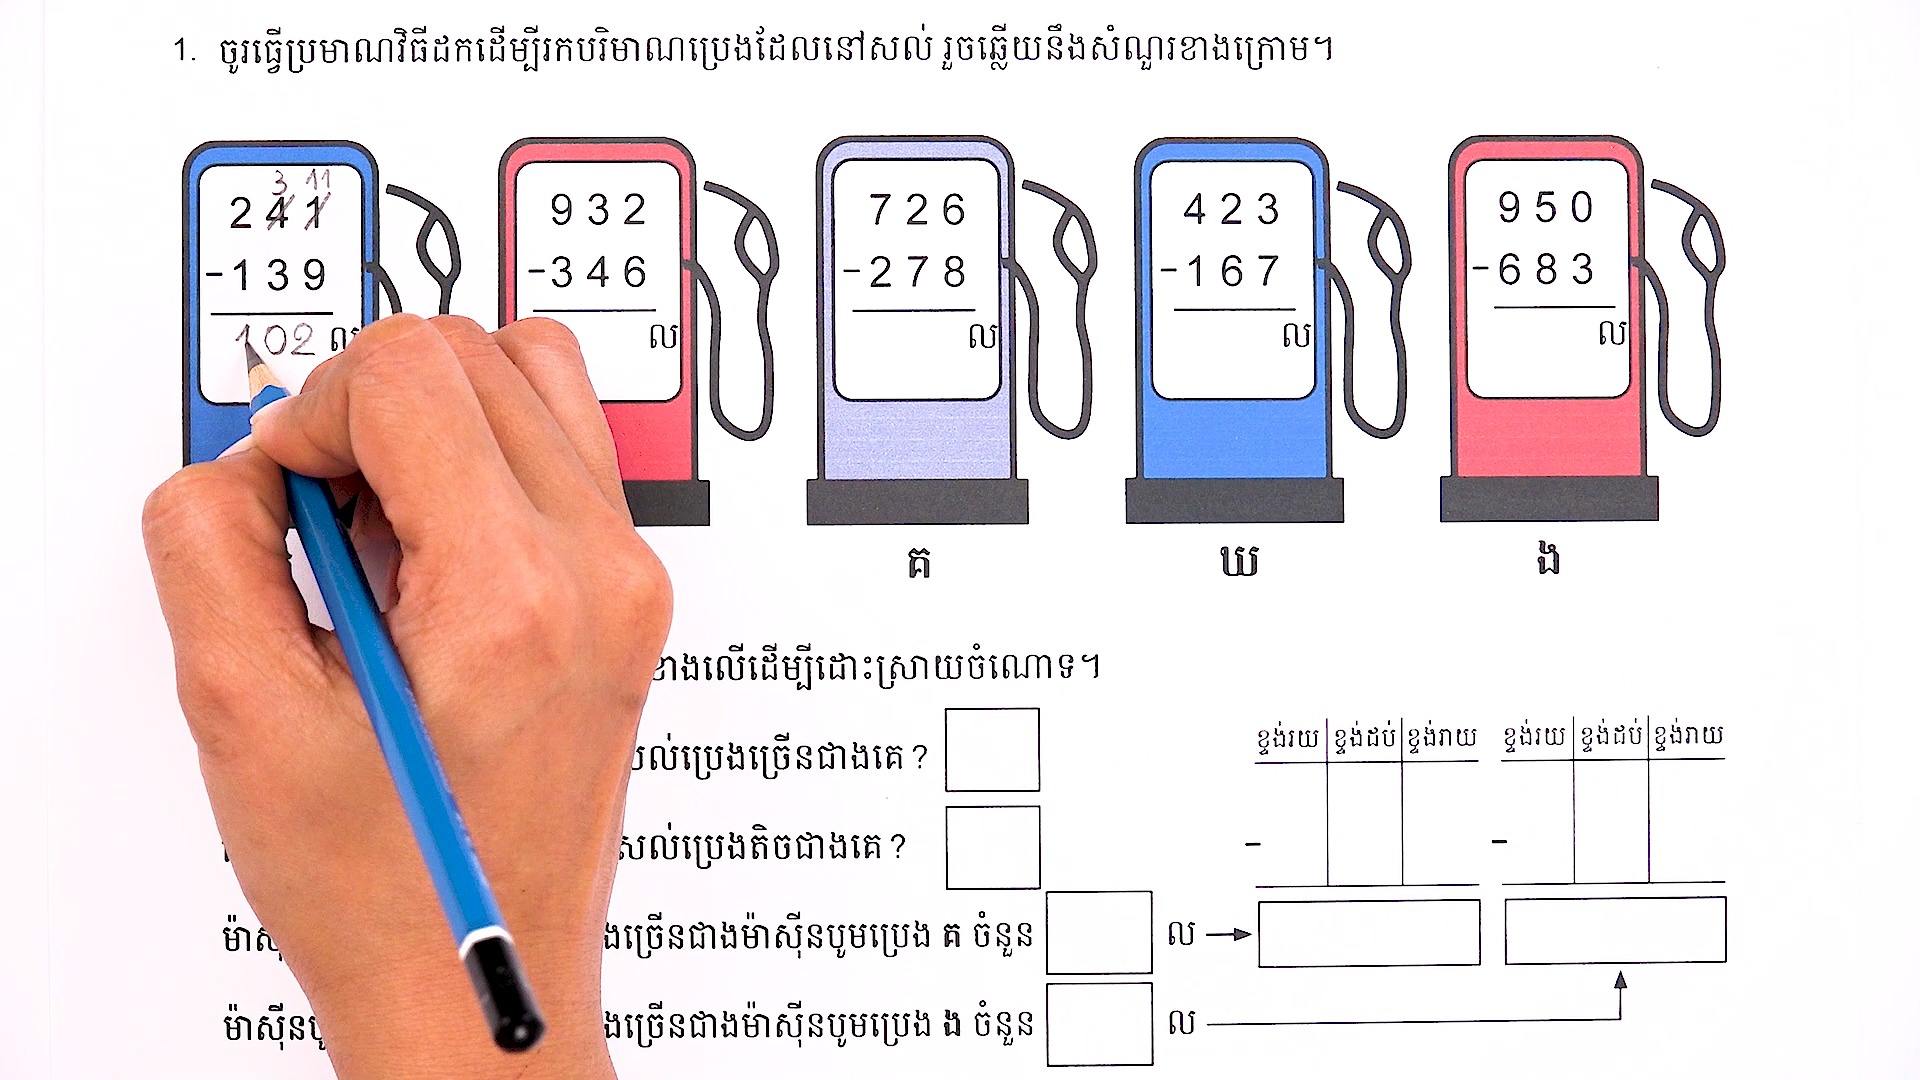 1. ចូរធ្វើប្រមាណវិធីដកដើម្បីរកបរិមាណប្រេងដែលនៅសល់ រួចឆ្លើយនឹងសំណួរខាងក្រោម។
3 11
241 932 726 423 950
-139 -346 -278 -167 -683
102 ល ល ល ល ល
គ ឃ ង
ខាងលើដើម្បីដោះស្រាយចំណោទ។
ខ្ទង់រយ ខ្ទង់ដប់ ខ្ទង់រាយ ខ្ទង់រយ ខ្ទង់ដប់ ខ្ទង់រាយ
សល់ប្រេងច្រើនជាងគេ ?
- -
សល់ប្រេងតិចជាងគេ ?
ច្រើនជាងម៉ាស៊ីនបូមប្រេង គ ចំនួន ល
ម៉ាស៊ីនបូ ច្រើនជាងម៉ាស៊ីនបូមប្រេង ង ចំនួន ល